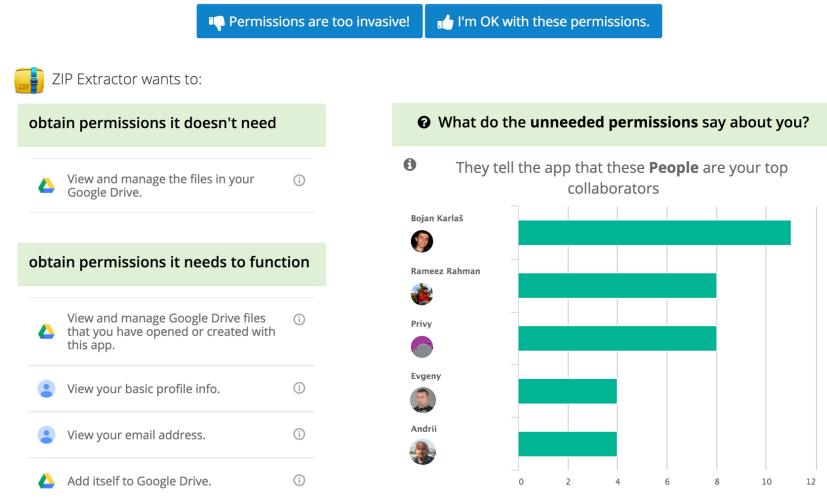 Permissions are too invasive!
I'm OK with these permissions.
ZIP Extractor wants to:
obtain permissions it doesn't need
View and manage the files in your
Google Drive.
obtain permissions it needs to function
View and manage Google Drive files
that you have opened or created with
this app.
View your basic profile info.
View your email address.
Add itself to Google Drive.
What do the unneeded permissions say about you?
They tell the app that these People are your top
collaborators
Bojan Karlaš
Rameez Rahman
Privy
Evgeny
Andrii
0 2 4 6 8 10 12
ZIP